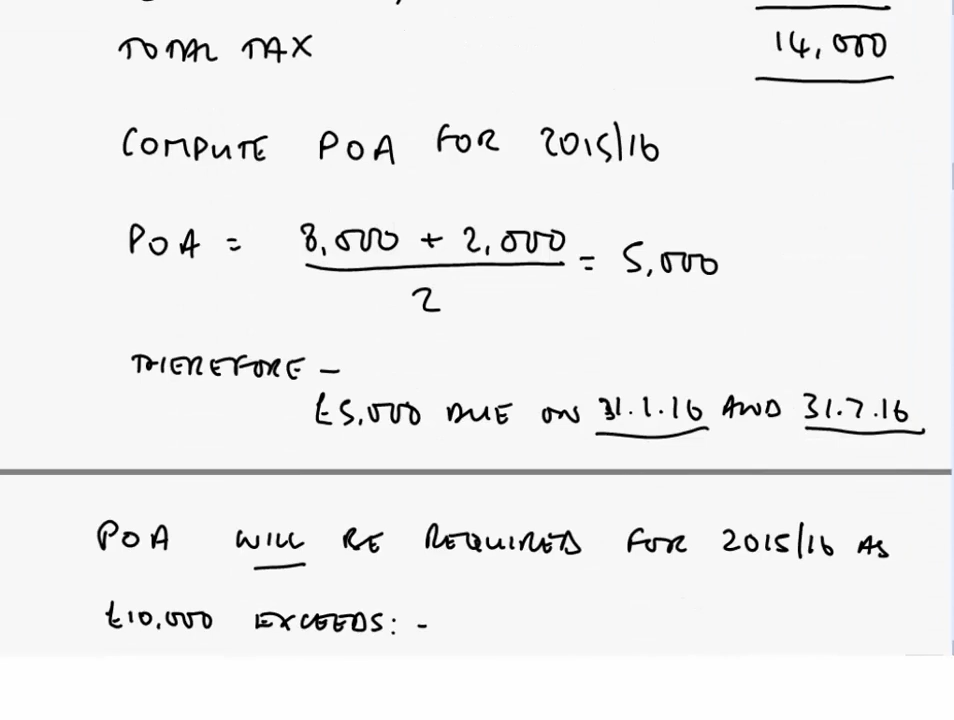 TOTAL TAX 14,000
COMPUTE POA FOR 2015/16
POA = 8,000 + 2,000 = 5,000
2
THEREFORE -
£5,000 DUE ON 31.1.16 AND 31.7.16
POA WILL BE REQUIRED FOR 2015/16 AS
£10,000 EXCEEDS: -